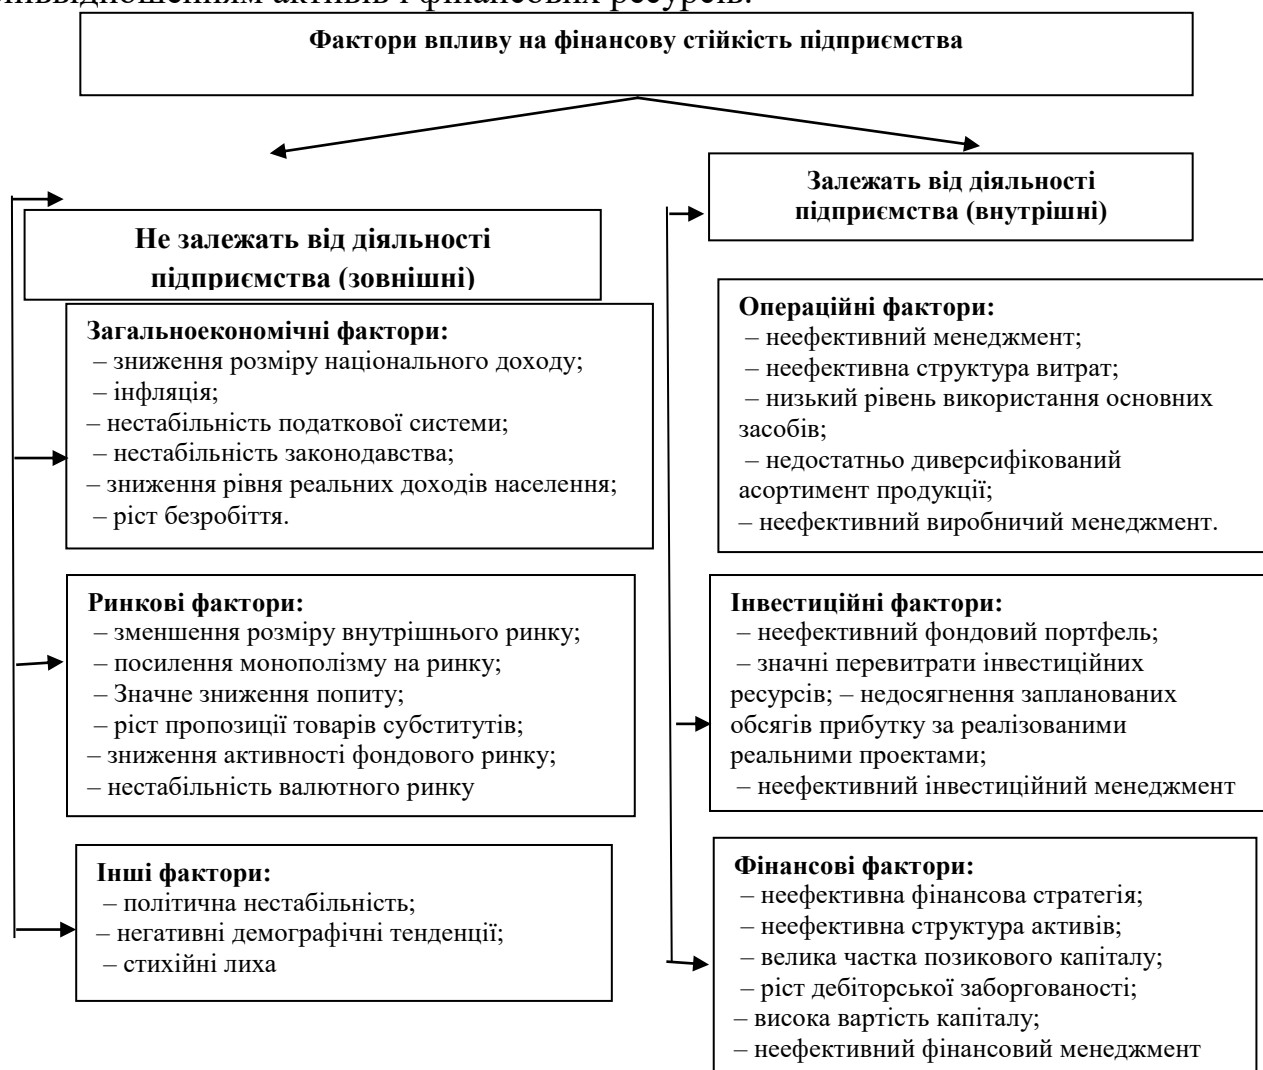 співвідношенням активів і фінансових ресурсів.
Фактори впливу на фінансову стійкість підприємства
Не залежать від діяльності
підприємства (зовнішні)
Загальноекономічні фактори:
– зниження розміру національного доходу;
– інфляція;
– нестабільність податкової системи;
– нестабільність законодавства;
– зниження рівня реальних доходів населення;
– ріст безробіття.
Ринкові фактори:
– зменшення розміру внутрішнього ринку;
– посилення монополізму на ринку;
– Значне зниження попиту;
– ріст пропозиції товарів субститутів;
– зниження активності фондового ринку;
– нестабільність валютного ринку
Інші фактори:
– політична нестабільність;
– негативні демографічні тенденції;
– стихійні лиха
Залежать від діяльності
підприємства (внутрішні)
Операційні фактори:
– неефективний менеджмент;
– неефективна структура витрат;
– низький рівень використання основних
засобів;
– недостатньо диверсифікований
асортимент продукції;
– неефективний виробничий менеджмент.
Інвестиційні фактори:
– неефективний фондовий портфель;
– значні перевитрати інвестиційних
ресурсів; – недосягнення запланованих
обсягів прибутку за реалізованими
реальними проектами;
– неефективний інвестиційний менеджмент
Фінансові фактори:
– неефективна фінансова стратегія;
– неефективна структура активів;
– велика частка позикового капіталу;
– ріст дебіторської заборгованості;
– висока вартість капіталу;
– неефективний фінансовий менеджмент